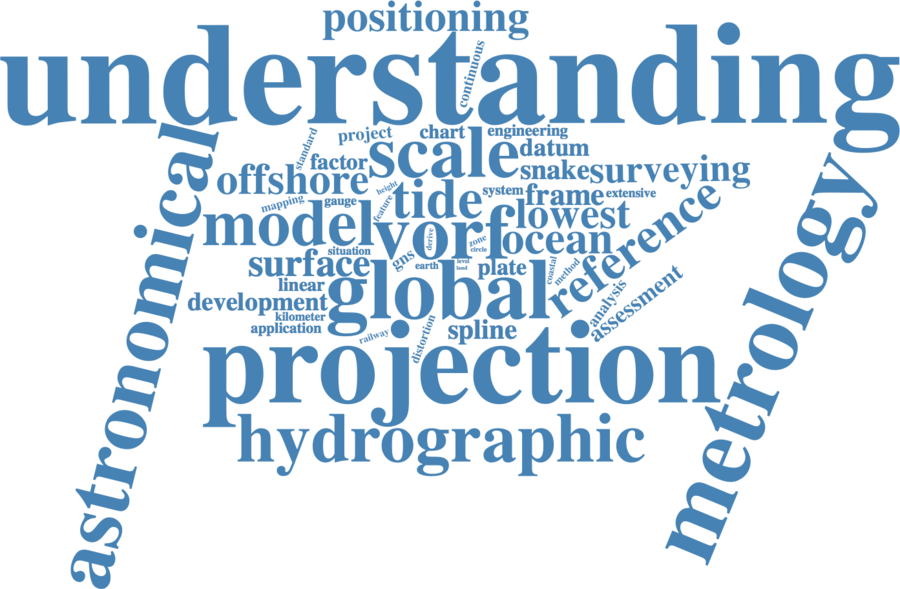 positioning
understanding
continuous
astronomical
metrology
standard
project
chart
engineering
scale
datum
factor
snake
surveying
offshore
height
mapping
gauge
feature
tide
system
frame
extensive
lowest
model
vorf
derive
zone
circle
ocean
reference
situation
surface
gns
earth
level
land
plate
coastal
method
linear
global
analysis
assessment
development
kilometer
application
railway
distortion
spline
projection
hydrographic